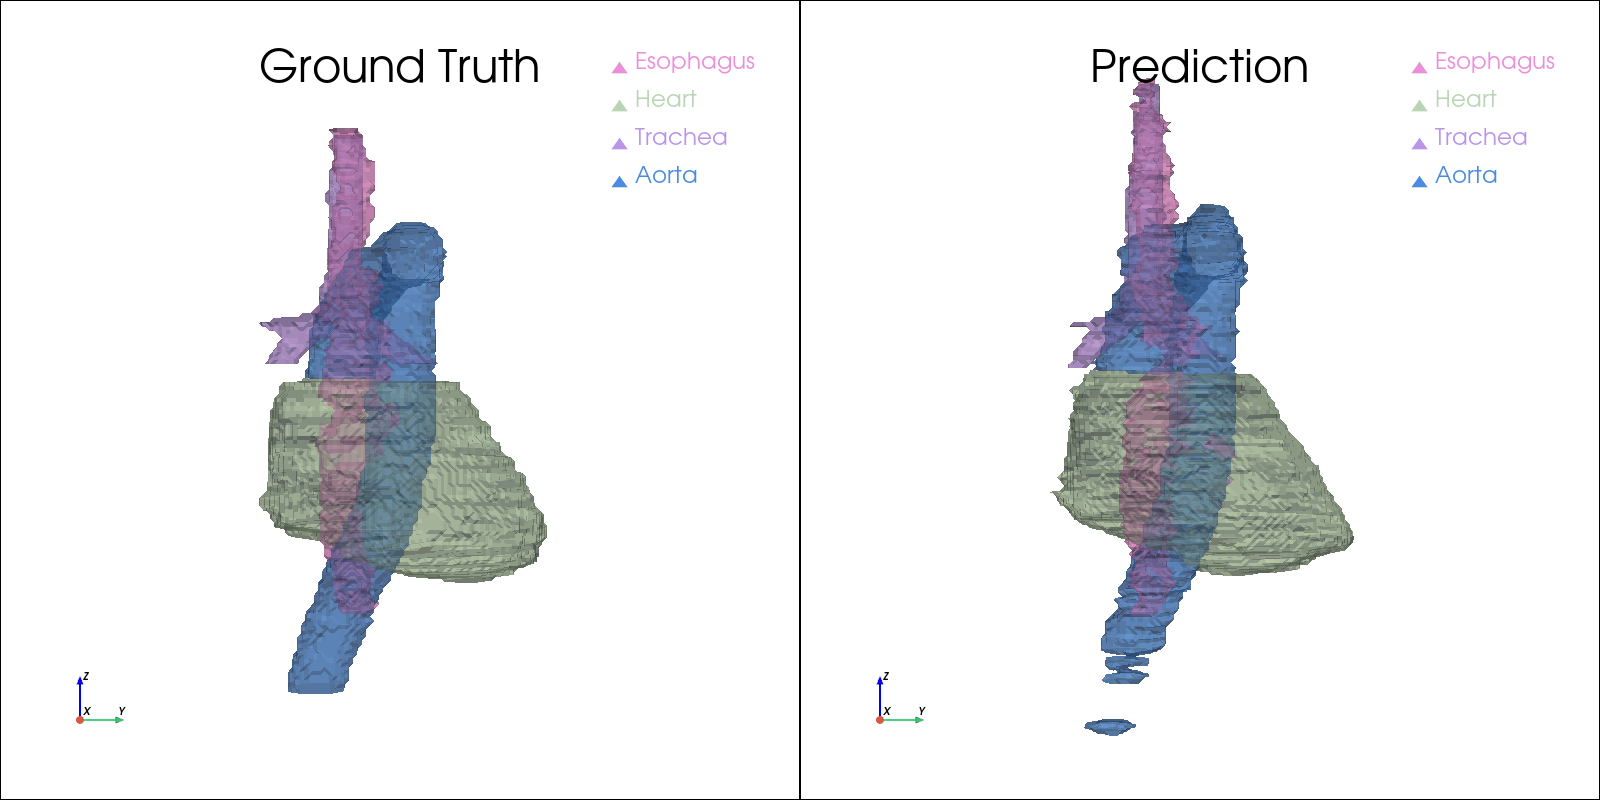 Ground Truth
Esophagus
Heart
Trachea
Aorta
Z
X
Y
Prediction
Esophagus
Heart
Trachea
Aorta
Z
X
Y